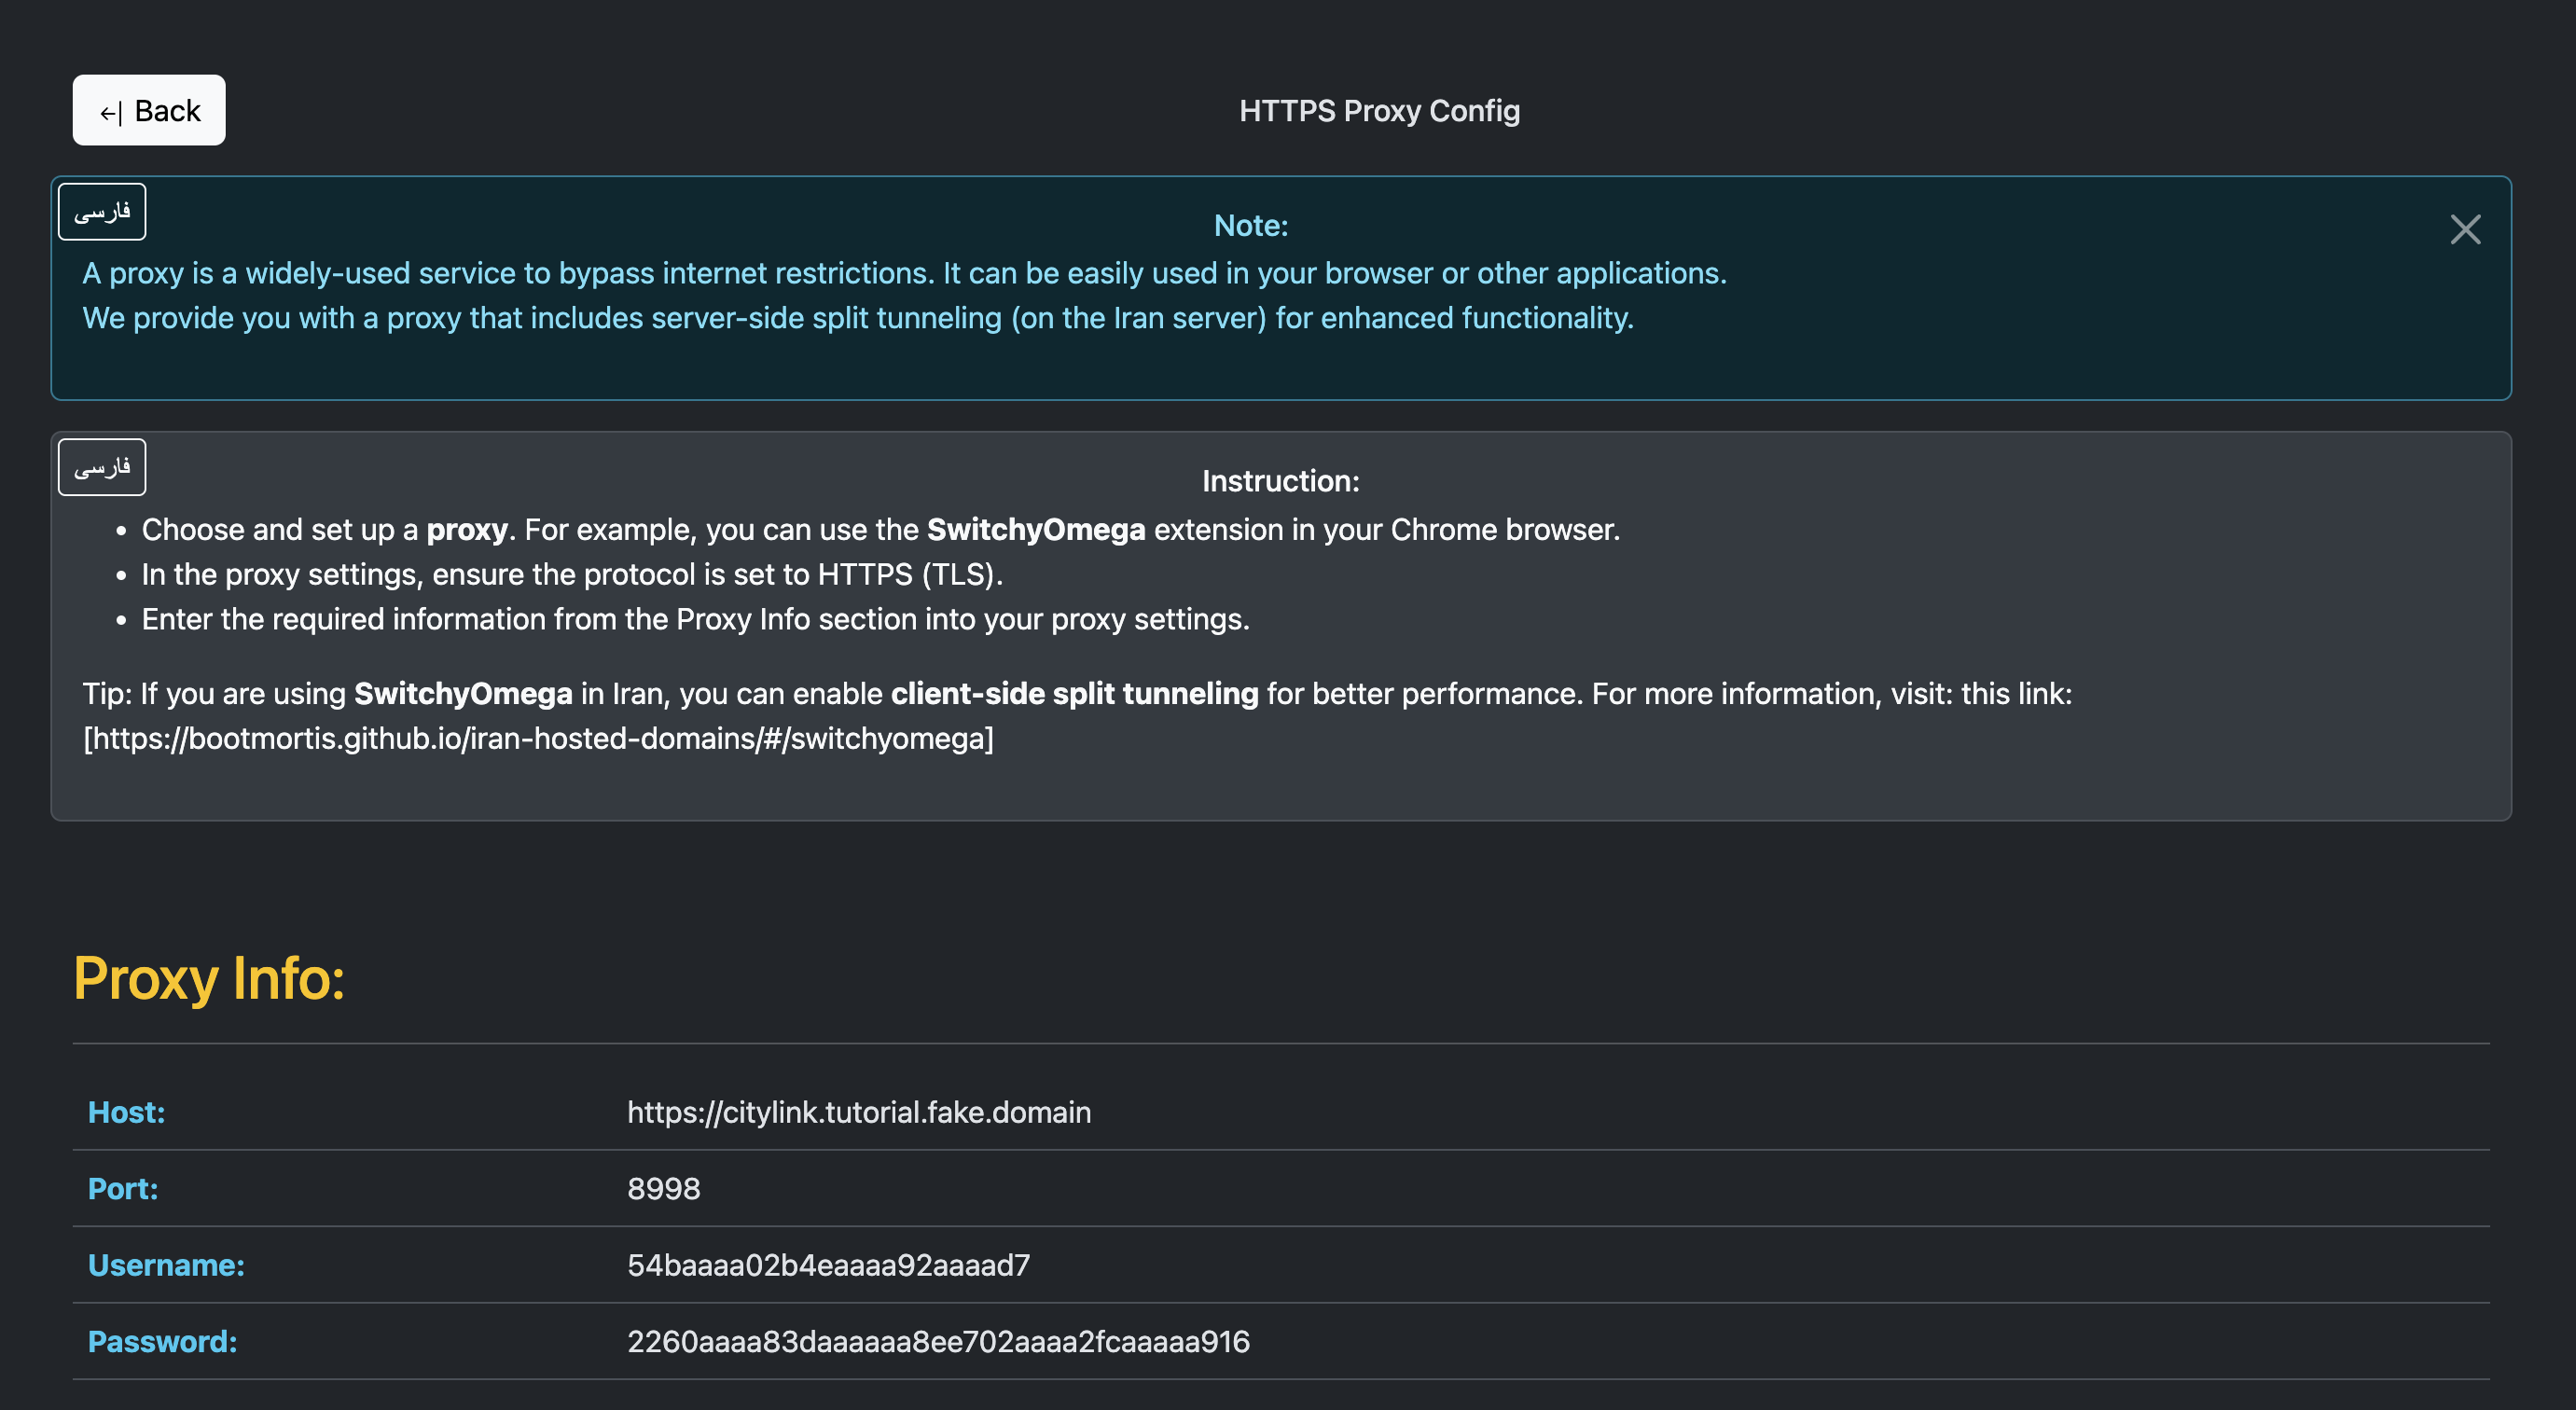 Back
HTTPS Proxy Config
فارسی
Note:
A proxy is a widely-used service to bypass internet restrictions. It can be easily used in your browser or other applications.
We provide you with a proxy that includes server-side split tunneling (on the Iran server) for enhanced functionality.
فارسی
Instruction:
• Choose and set up a proxy. For example, you can use the SwitchyOmega extension in your Chrome browser.
• In the proxy settings, ensure the protocol is set to HTTPS (TLS).
• Enter the required information from the Proxy Info section into your proxy settings.
Tip: If you are using SwitchyOmega in Iran, you can enable client-side split tunneling for better performance. For more information, visit: this link:
[https://bootmortis.github.io/iran-hosted-domains/#/switchyomega]
Proxy Info:
Host: https://citylink.tutorial.fake.domain
Port: 8998
Username: 54baaaa02b4eaaaa92aaaad7
Password: 2260aaaa83daaaaaa8ee702aaaa2fcaaaaa916